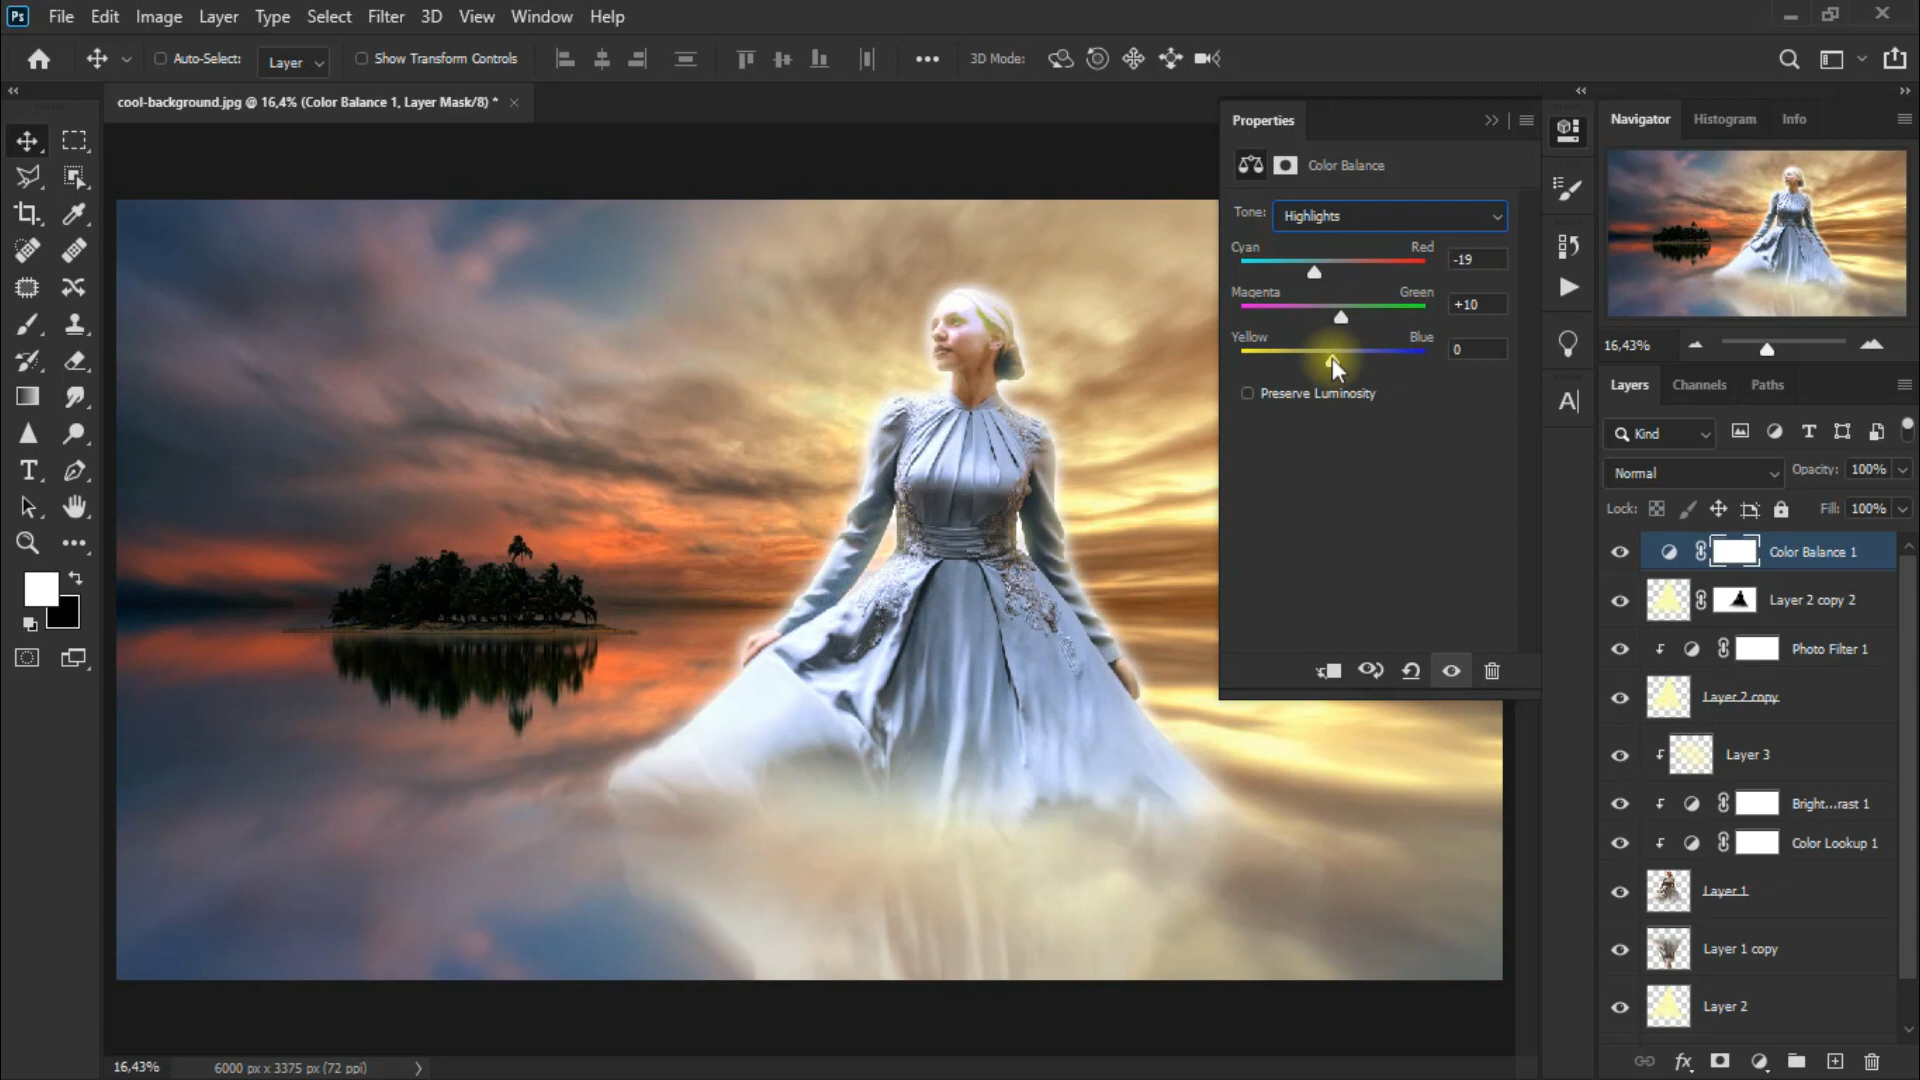 Ps File Edit Image Layer Type Select Filter 3D View Window Help
Auto-Select: Layer Show Transform Controls 3D Mode:
cool-background.jpg @ 16,4% (Color Balance 1, Layer Mask/8) *
Properties
Color Balance
Tone: Highlights
Cyan Red -19
Magenta Green +10
Yellow Blue 0
Preserve Luminosity
Navigator Histogram Info
16,43%
Layers Channels Paths
Kind
Normal Opacity: 100%
Lock: Fill: 100%
Color Balance 1
Layer 2 copy 2
Photo Filter 1
Layer 2 copy
Layer 3
Bright...rast 1
Color Lookup 1
Layer 1
Layer 1 copy
Layer 2
16,43% 6000 px x 3375 px (72 ppi)